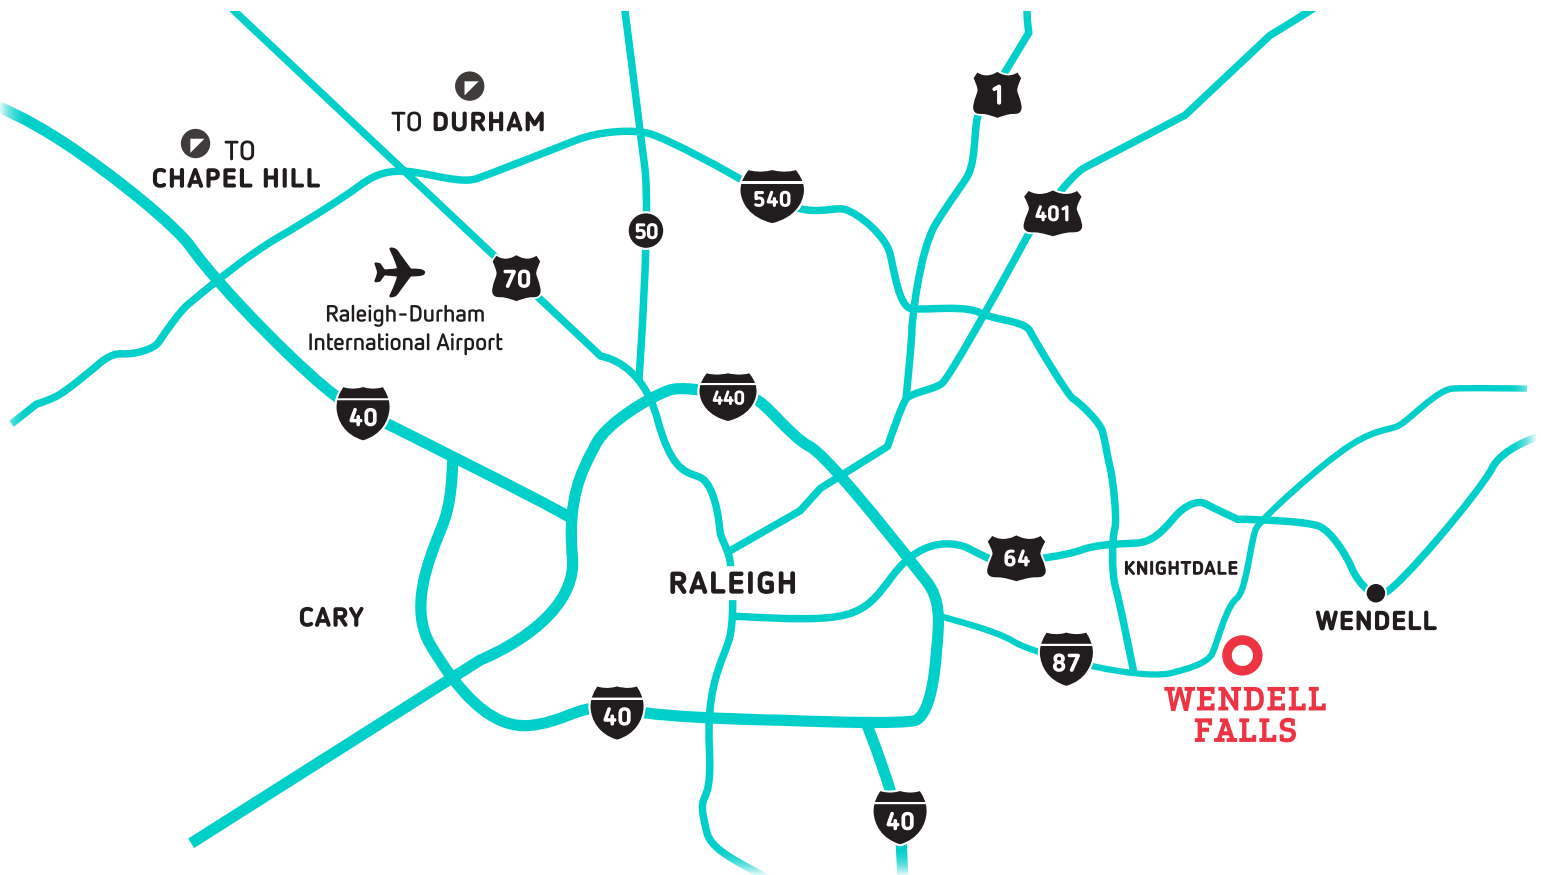 1
TO DURHAM
TO
CHAPEL HILL
540
401
50
70
Raleigh-Durham
International Airport
440
40
64
KNIGHTDALE
RALEIGH
CARY
WENDELL
87
WENDELL
FALLS
40
40